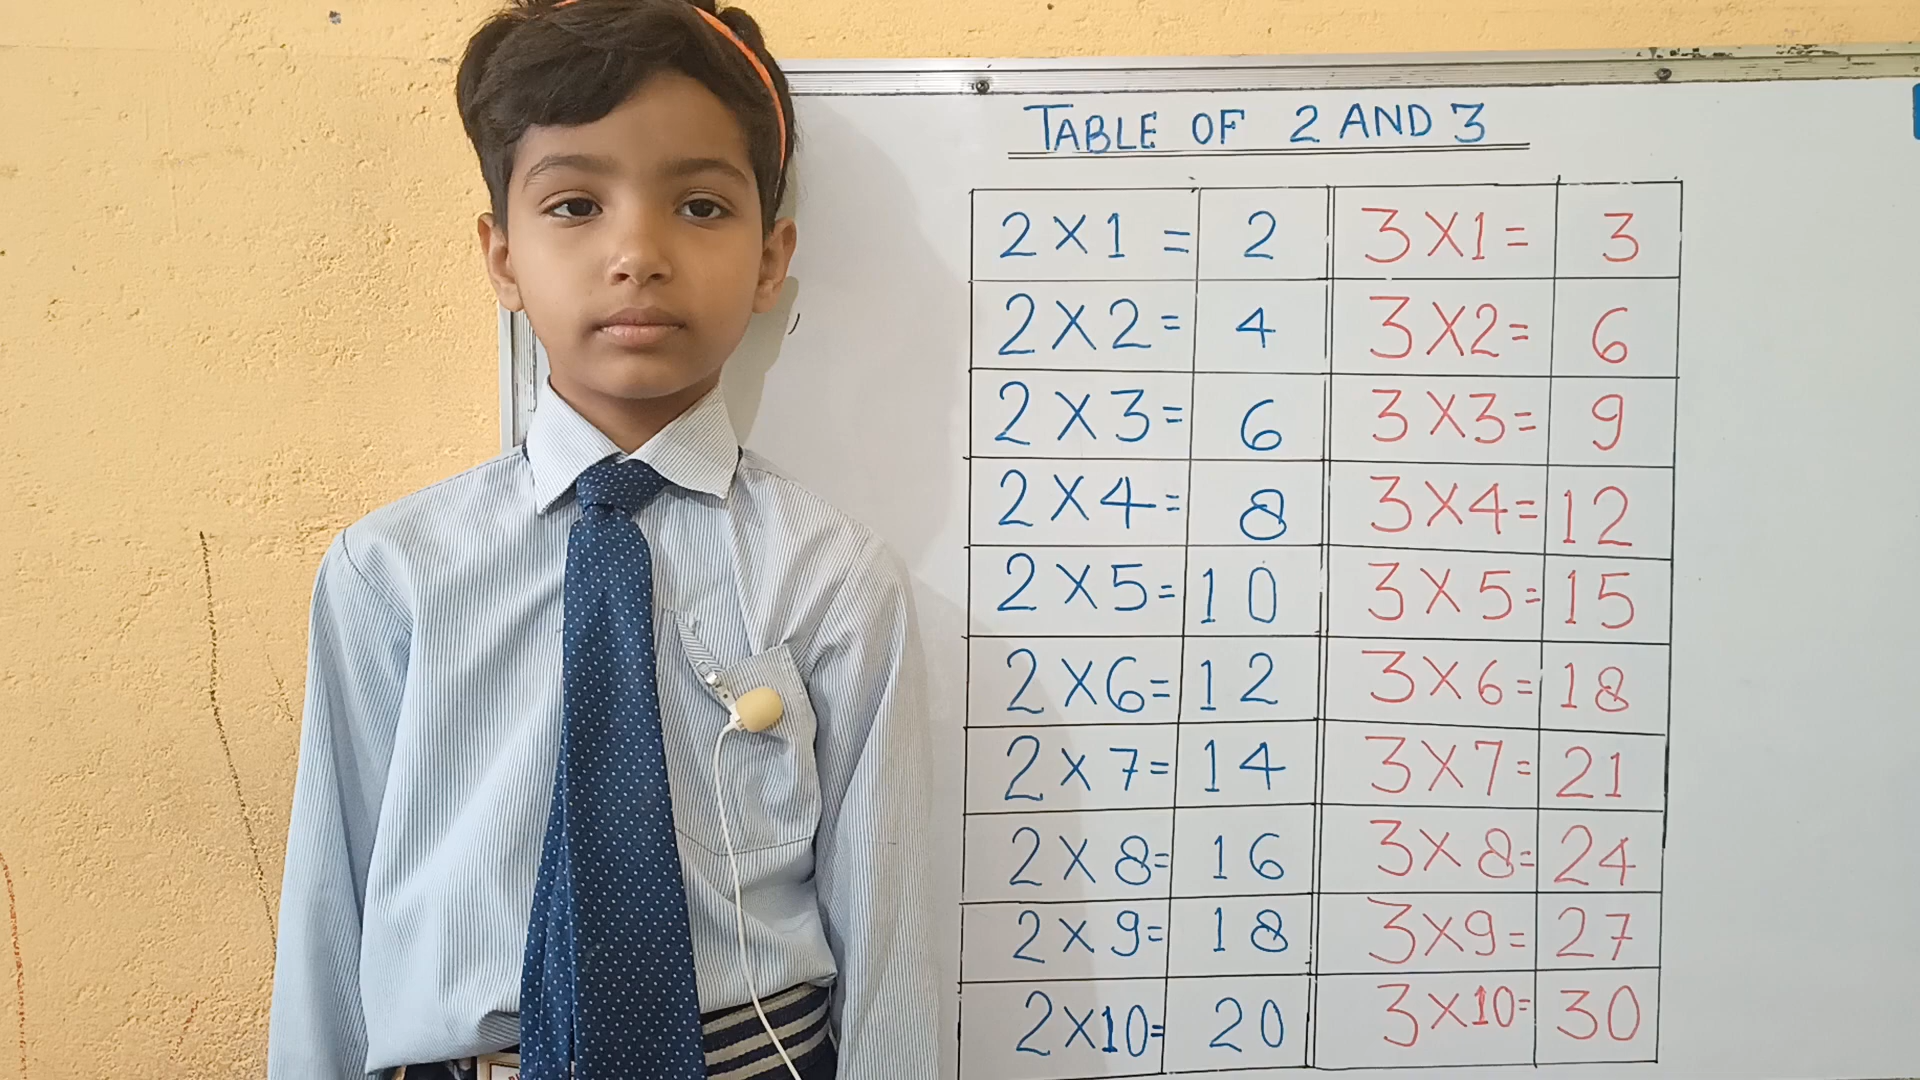 TABLE OF 2 AND 3
2 X 1 = 2 3 X 1 = 3
2 X 2 = 4 3 X 2 = 6
2 X 3 = 6 3 X 3 = 9
2 X 4 = 8 3 X 4 = 12
2 X 5 = 10 3 X 5 = 15
2 X 6 = 12 3 X 6 = 18
2 X 7 = 14 3 X 7 = 21
2 X 8 = 16 3 X 8 = 24
2 X 9 = 18 3 X 9 = 27
2 X 10 = 20 3 X 10 = 30